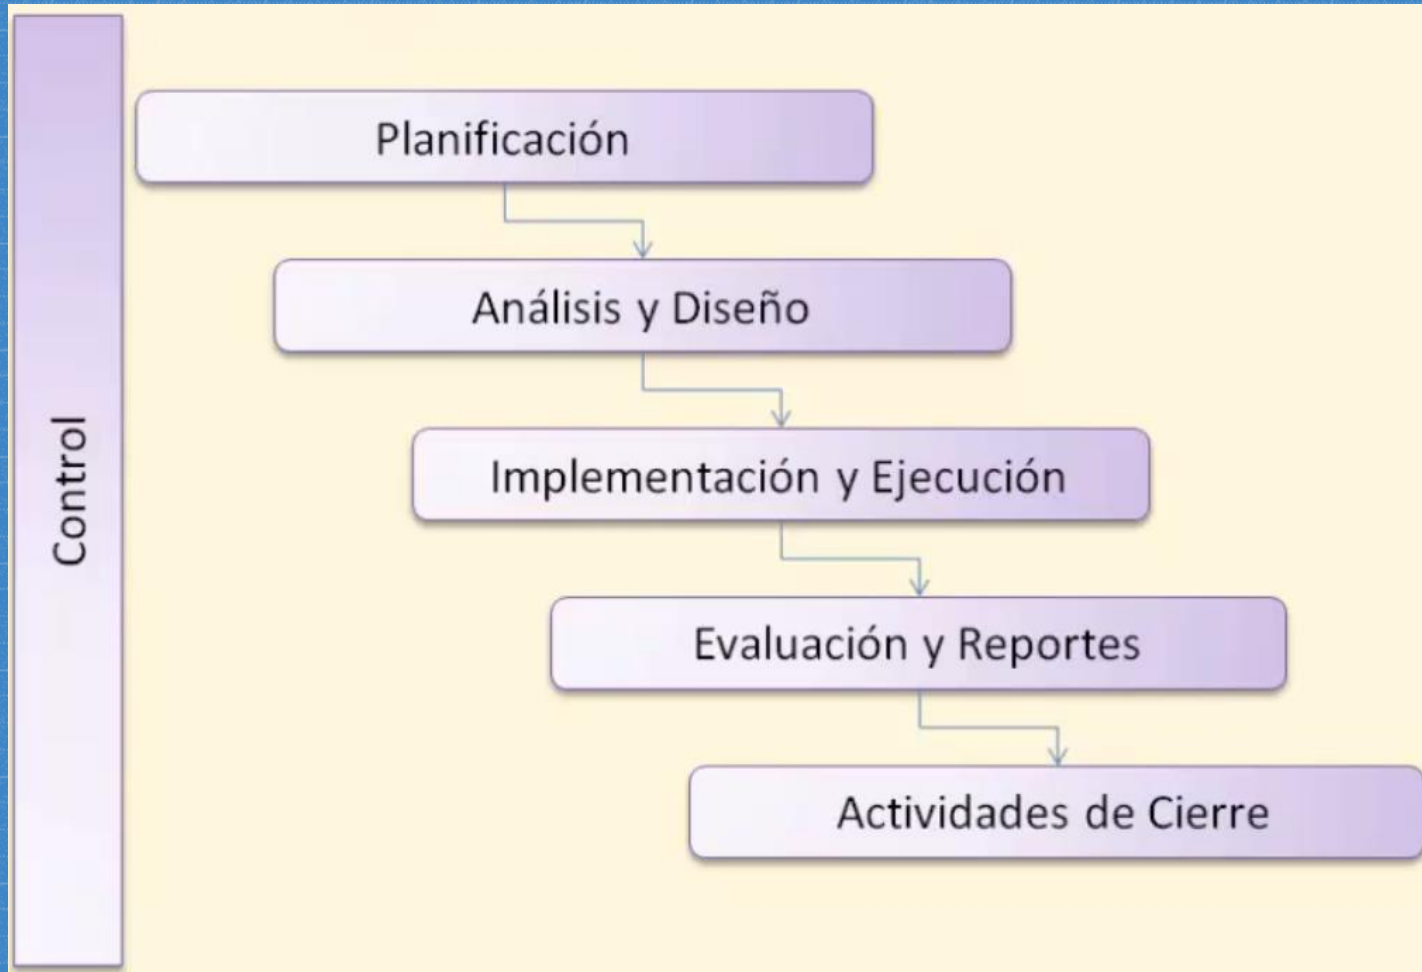 Control
Planificación
Análisis y Diseño
Implementación y Ejecución
Evaluación y Reportes
Actividades de Cierre